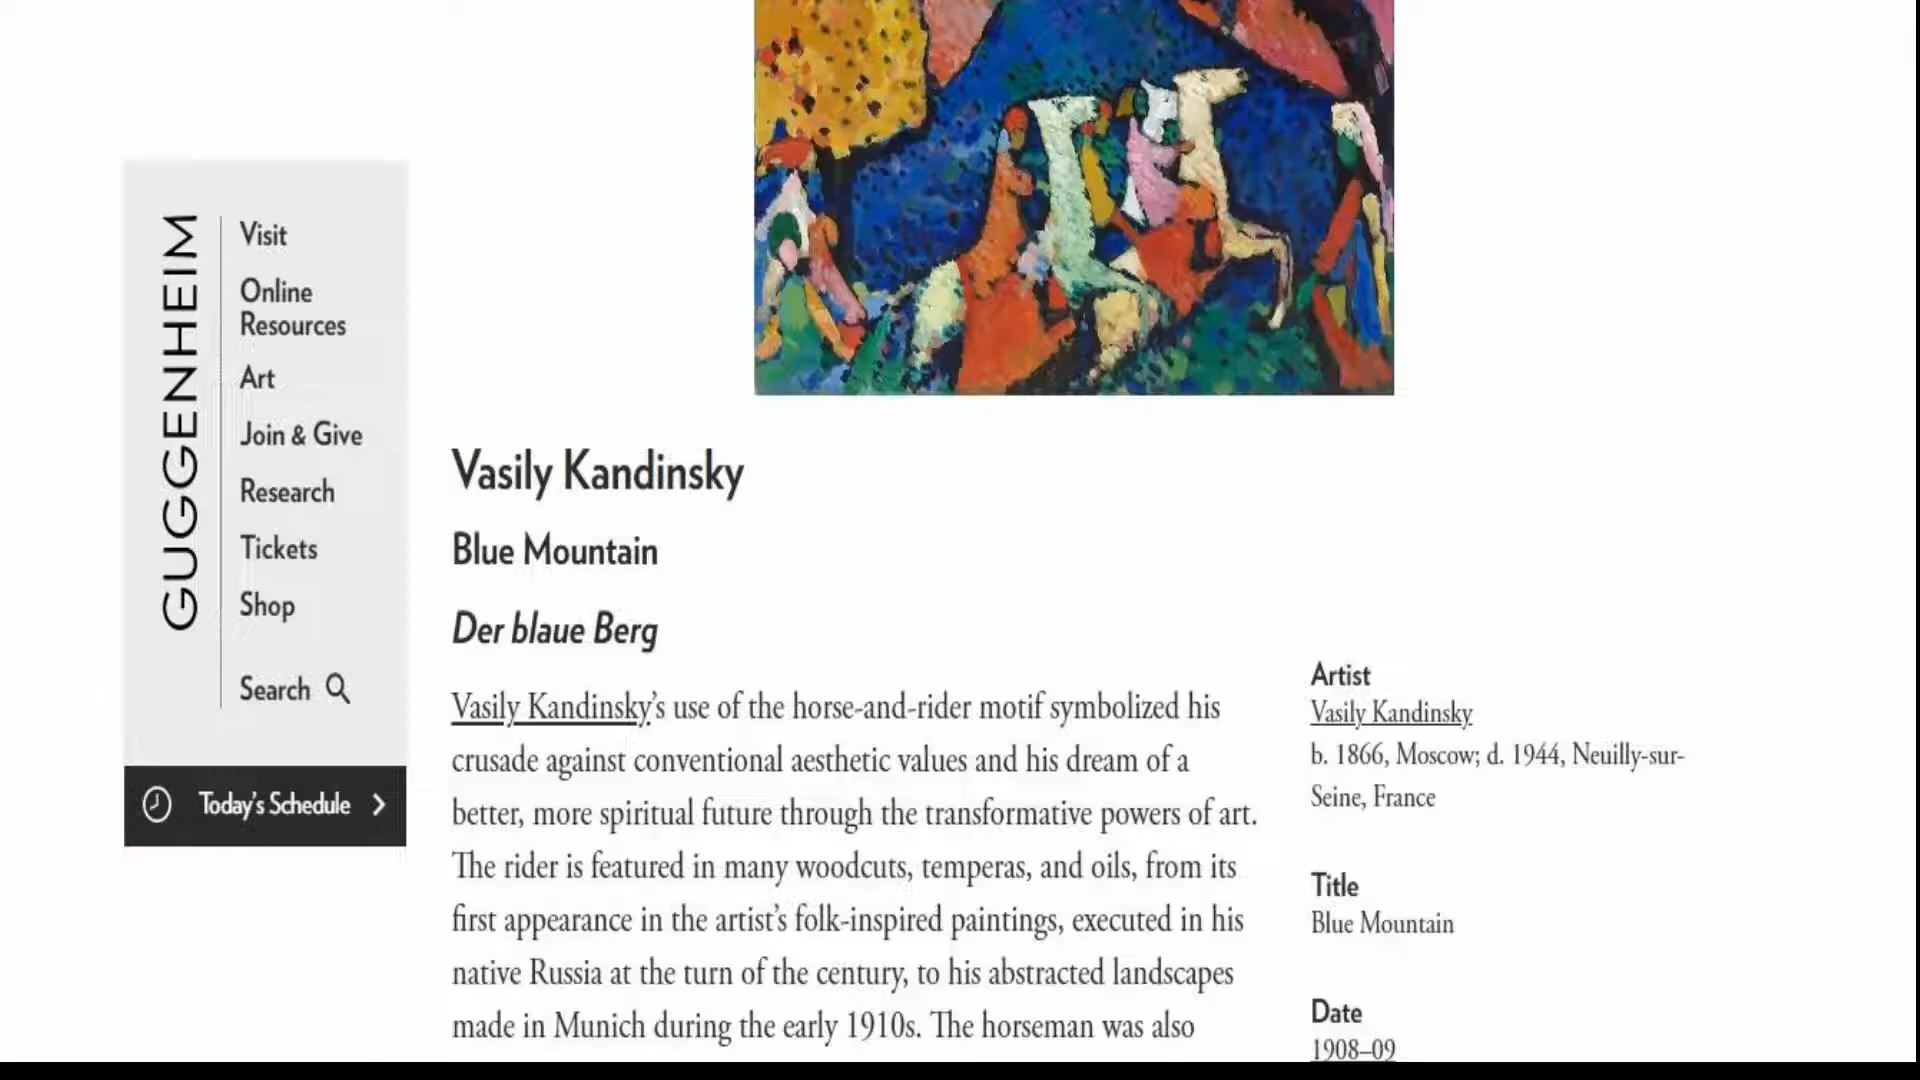 GUGGENHEIM
Visit
Online
Resources
Art
Join & Give
Research
Tickets
Shop
Search
Today's Schedule
Vasily Kandinsky
Blue Mountain
Der blaue Berg
Vasily Kandinsky's use of the horse-and-rider motif symbolized his
crusade against conventional aesthetic values and his dream of a
better, more spiritual future through the transformative powers of art.
The rider is featured in many woodcuts, temperas, and oils, from its
first appearance in the artist's folk-inspired paintings, executed in his
native Russia at the turn of the century, to his abstracted landscapes
made in Munich during the early 1910s. The horseman was also
Artist
Vasily Kandinsky
b. 1866, Moscow; d. 1944, Neuilly-sur-
Seine, France
Title
Blue Mountain
Date
1908–09